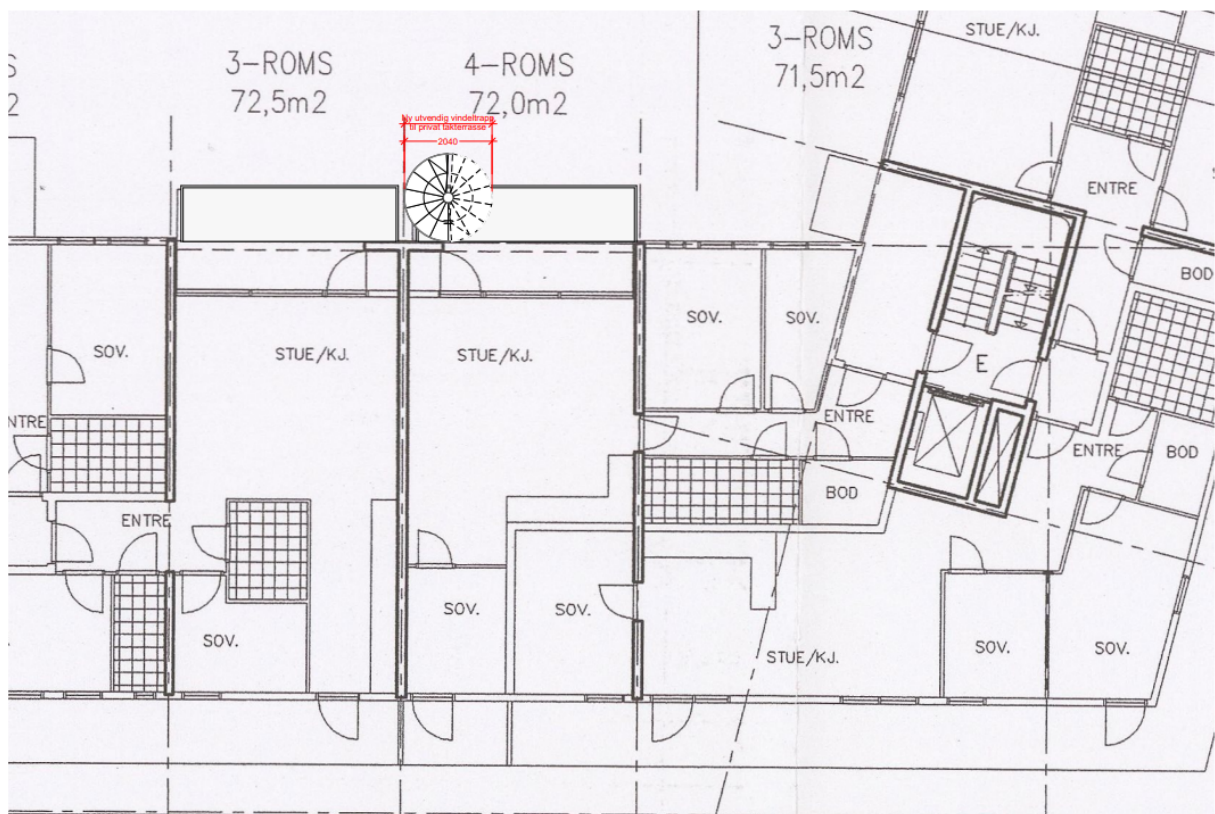 STUE/KJ.
3-ROMS
72,5m2
4-ROMS
72,0m2
3-ROMS
71,5m2
S
2
Ny utvendig vindeltrapp
til privat takterrasse
2040
ENTRE
BOD
SOV.
STUE/KJ.
STUE/KJ.
SOV.
SOV.
E
NTRE
ENTRE
ENTRE
BOD
BOD
ENTRE
SOV.
SOV.
SOV.
STUE/KJ.
SOV.
SOV.